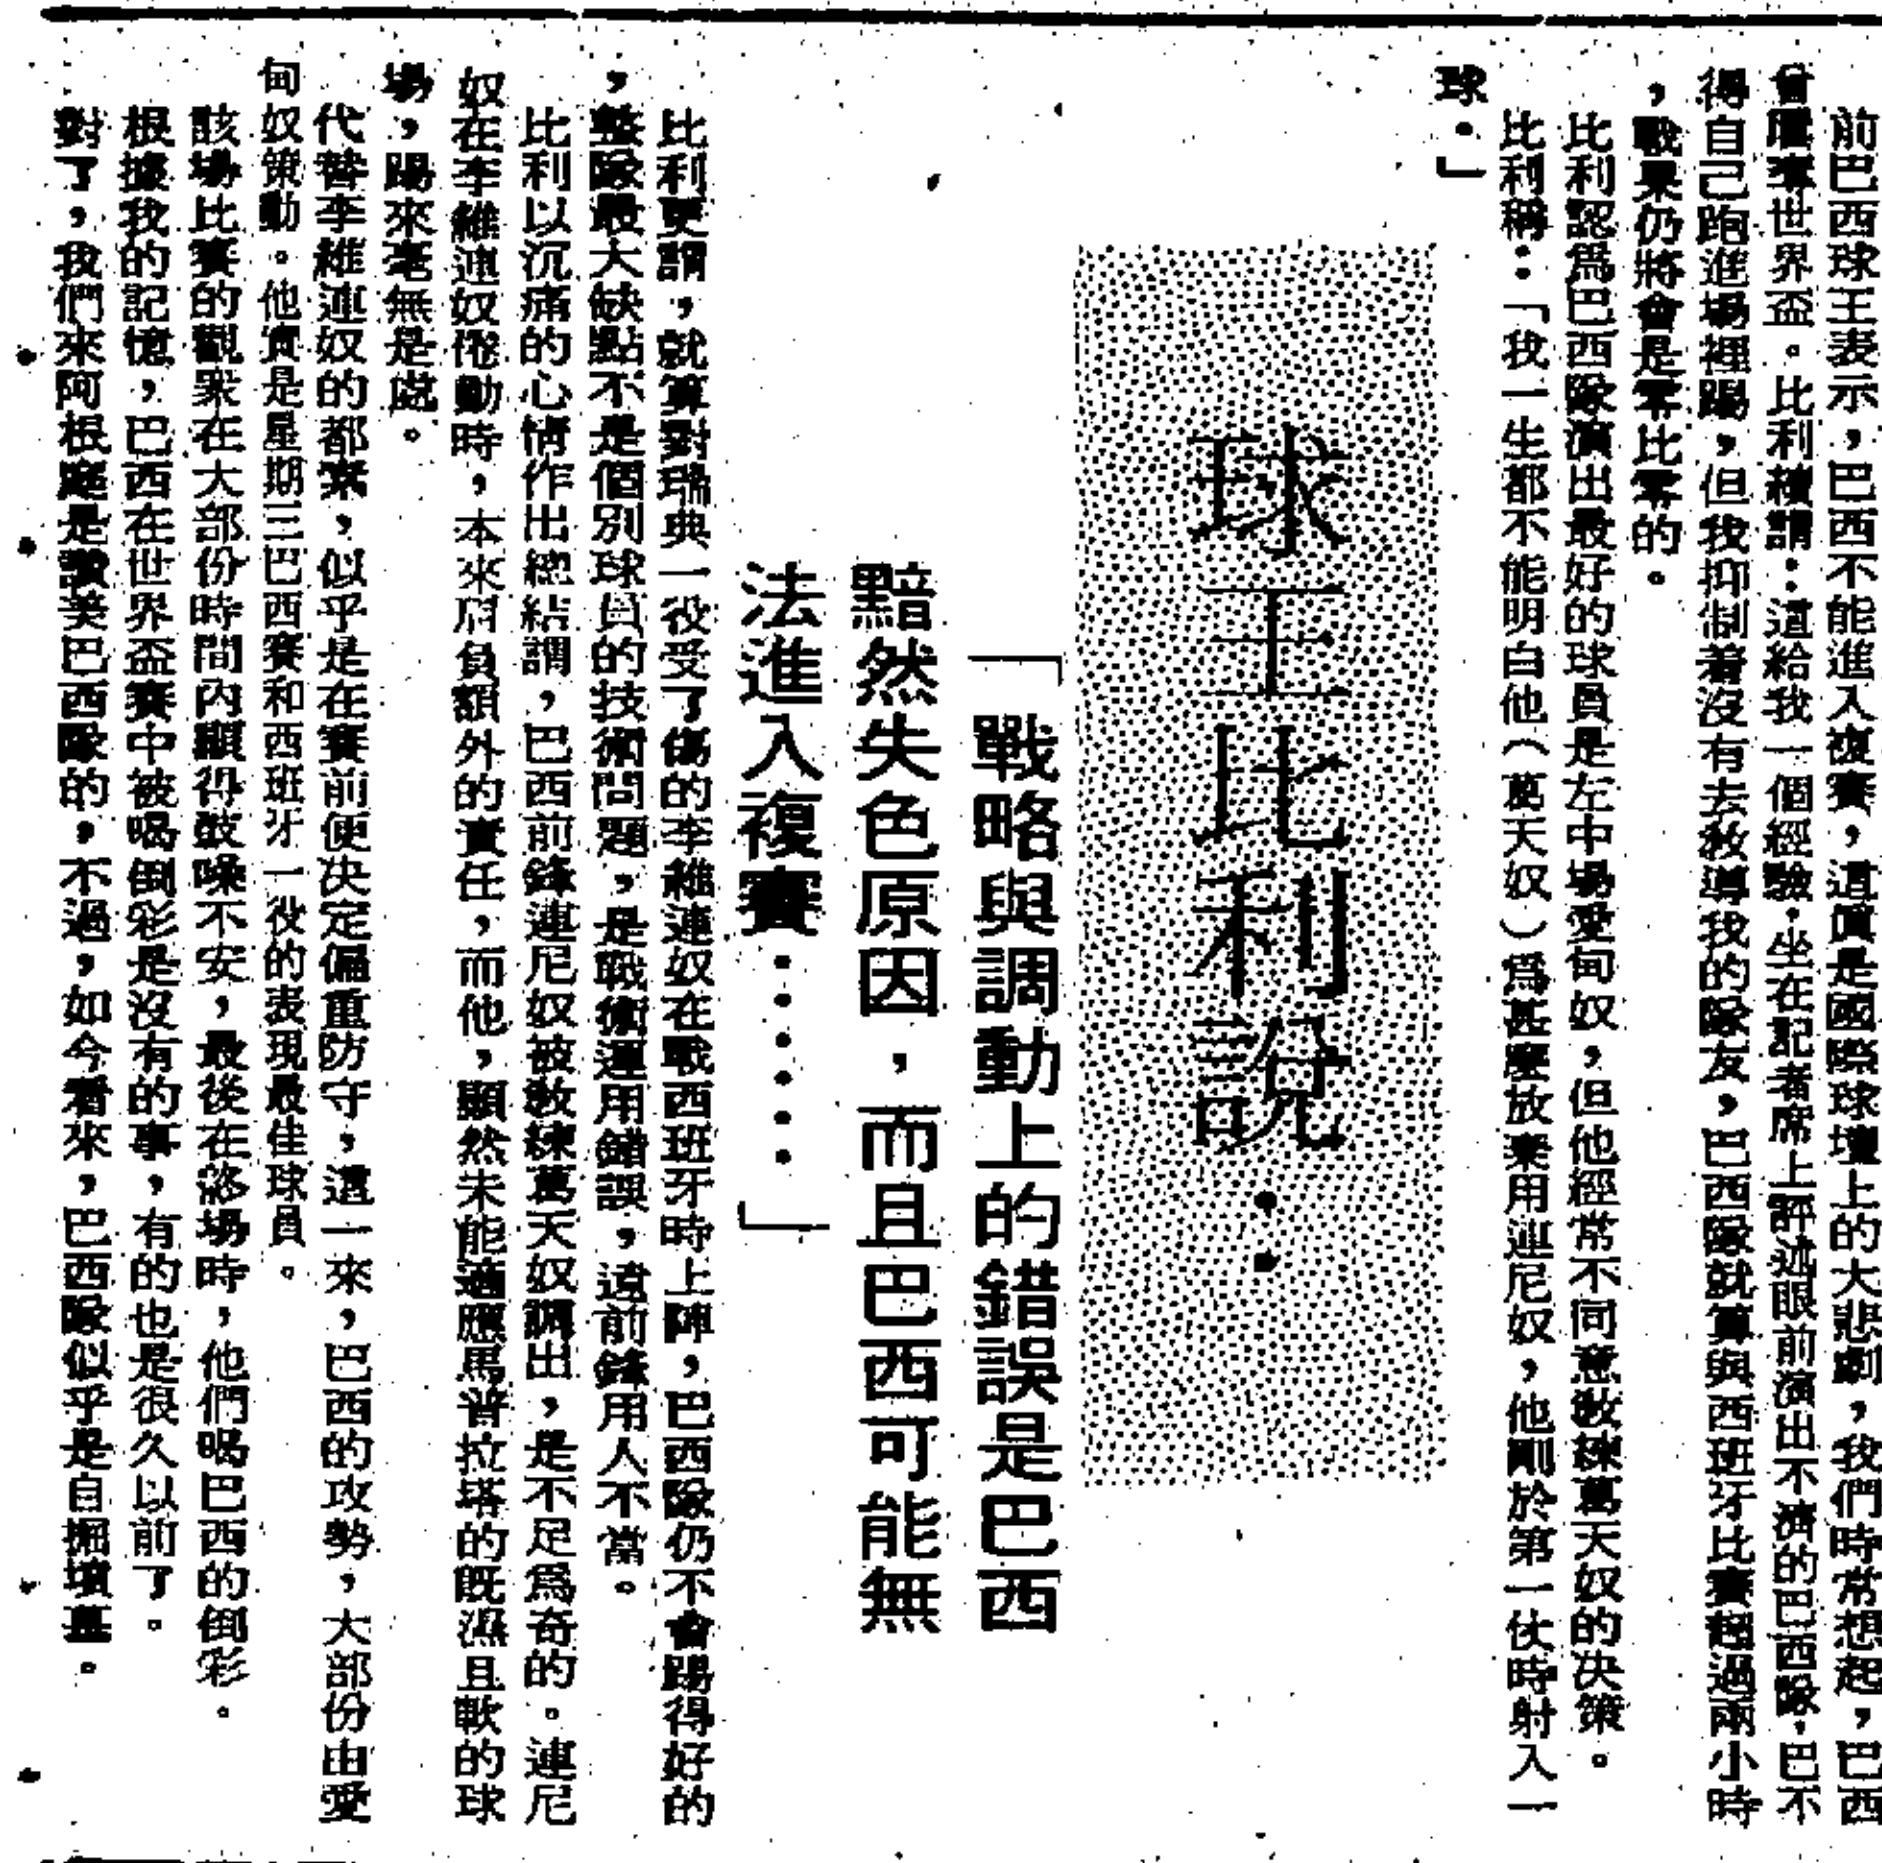 前巴西球王表示，巴西不能進入復賽，這眞是國際球壇上的大悲劇，我們時常想起，巴西
會贏奪世界盃。比利續謂：這給我一個經驗，坐在記者席上評述眼前演出不濟的巴西隊，巴不
得自己跑進場裡踢，但我抑制着沒有去敎導我的隊友，巴西隊就算與西班牙比賽超過兩小時
，戰果仍將會是零比零的。
比利認爲巴西隊演出最好的球員是左中場愛甸奴，但他經常不同意敎練萬天奴的决策。
比利稱：「我一生都不能明白他（萬天奴）爲甚麼放棄用連尼奴，他剛於第一仗時射入一
球。」
球王比利說：
「戰略與調動上的錯誤是巴西
黯然失色原因，而且巴西可能無
法進入複賽……」
比利更謂，就算對瑞典一役受了傷的李維連奴在戰西班牙時上陣，巴西隊仍不會踢得好的
，整隊最大缺點不是個別球員的技術問題，是戰術運用錯誤，遣前鋒用人不當。
比利以沉痛的心情作出總結謂，巴西前鋒連尼奴被敎練萬天奴調出，是不足爲奇的。連尼
奴在李維連奴倦動時，本來肩負額外的責任，而他，顯然未能適應馬普拉塔的既濕且軟的球
場，踢來毫無是處。
代替李維連奴的都寨，似乎是在賽前便决定偏重防守，這一來，巴西的攻勢，大部份由愛
甸奴策動。他實是星期三巴西賽和西班牙一役的表現最佳球員。
該場比賽的觀衆在大部份時間內顯得鼓噪不安，最後在終場時，他們喝巴西的倒彩。
根據我的記憶，巴西在世界盃賽中被喝倒彩是沒有的事，有的也是很久以前了。
對了，我們來阿根廷是讚美巴西隊的，不過，如今看來，巴西隊似乎是自掘墳墓。